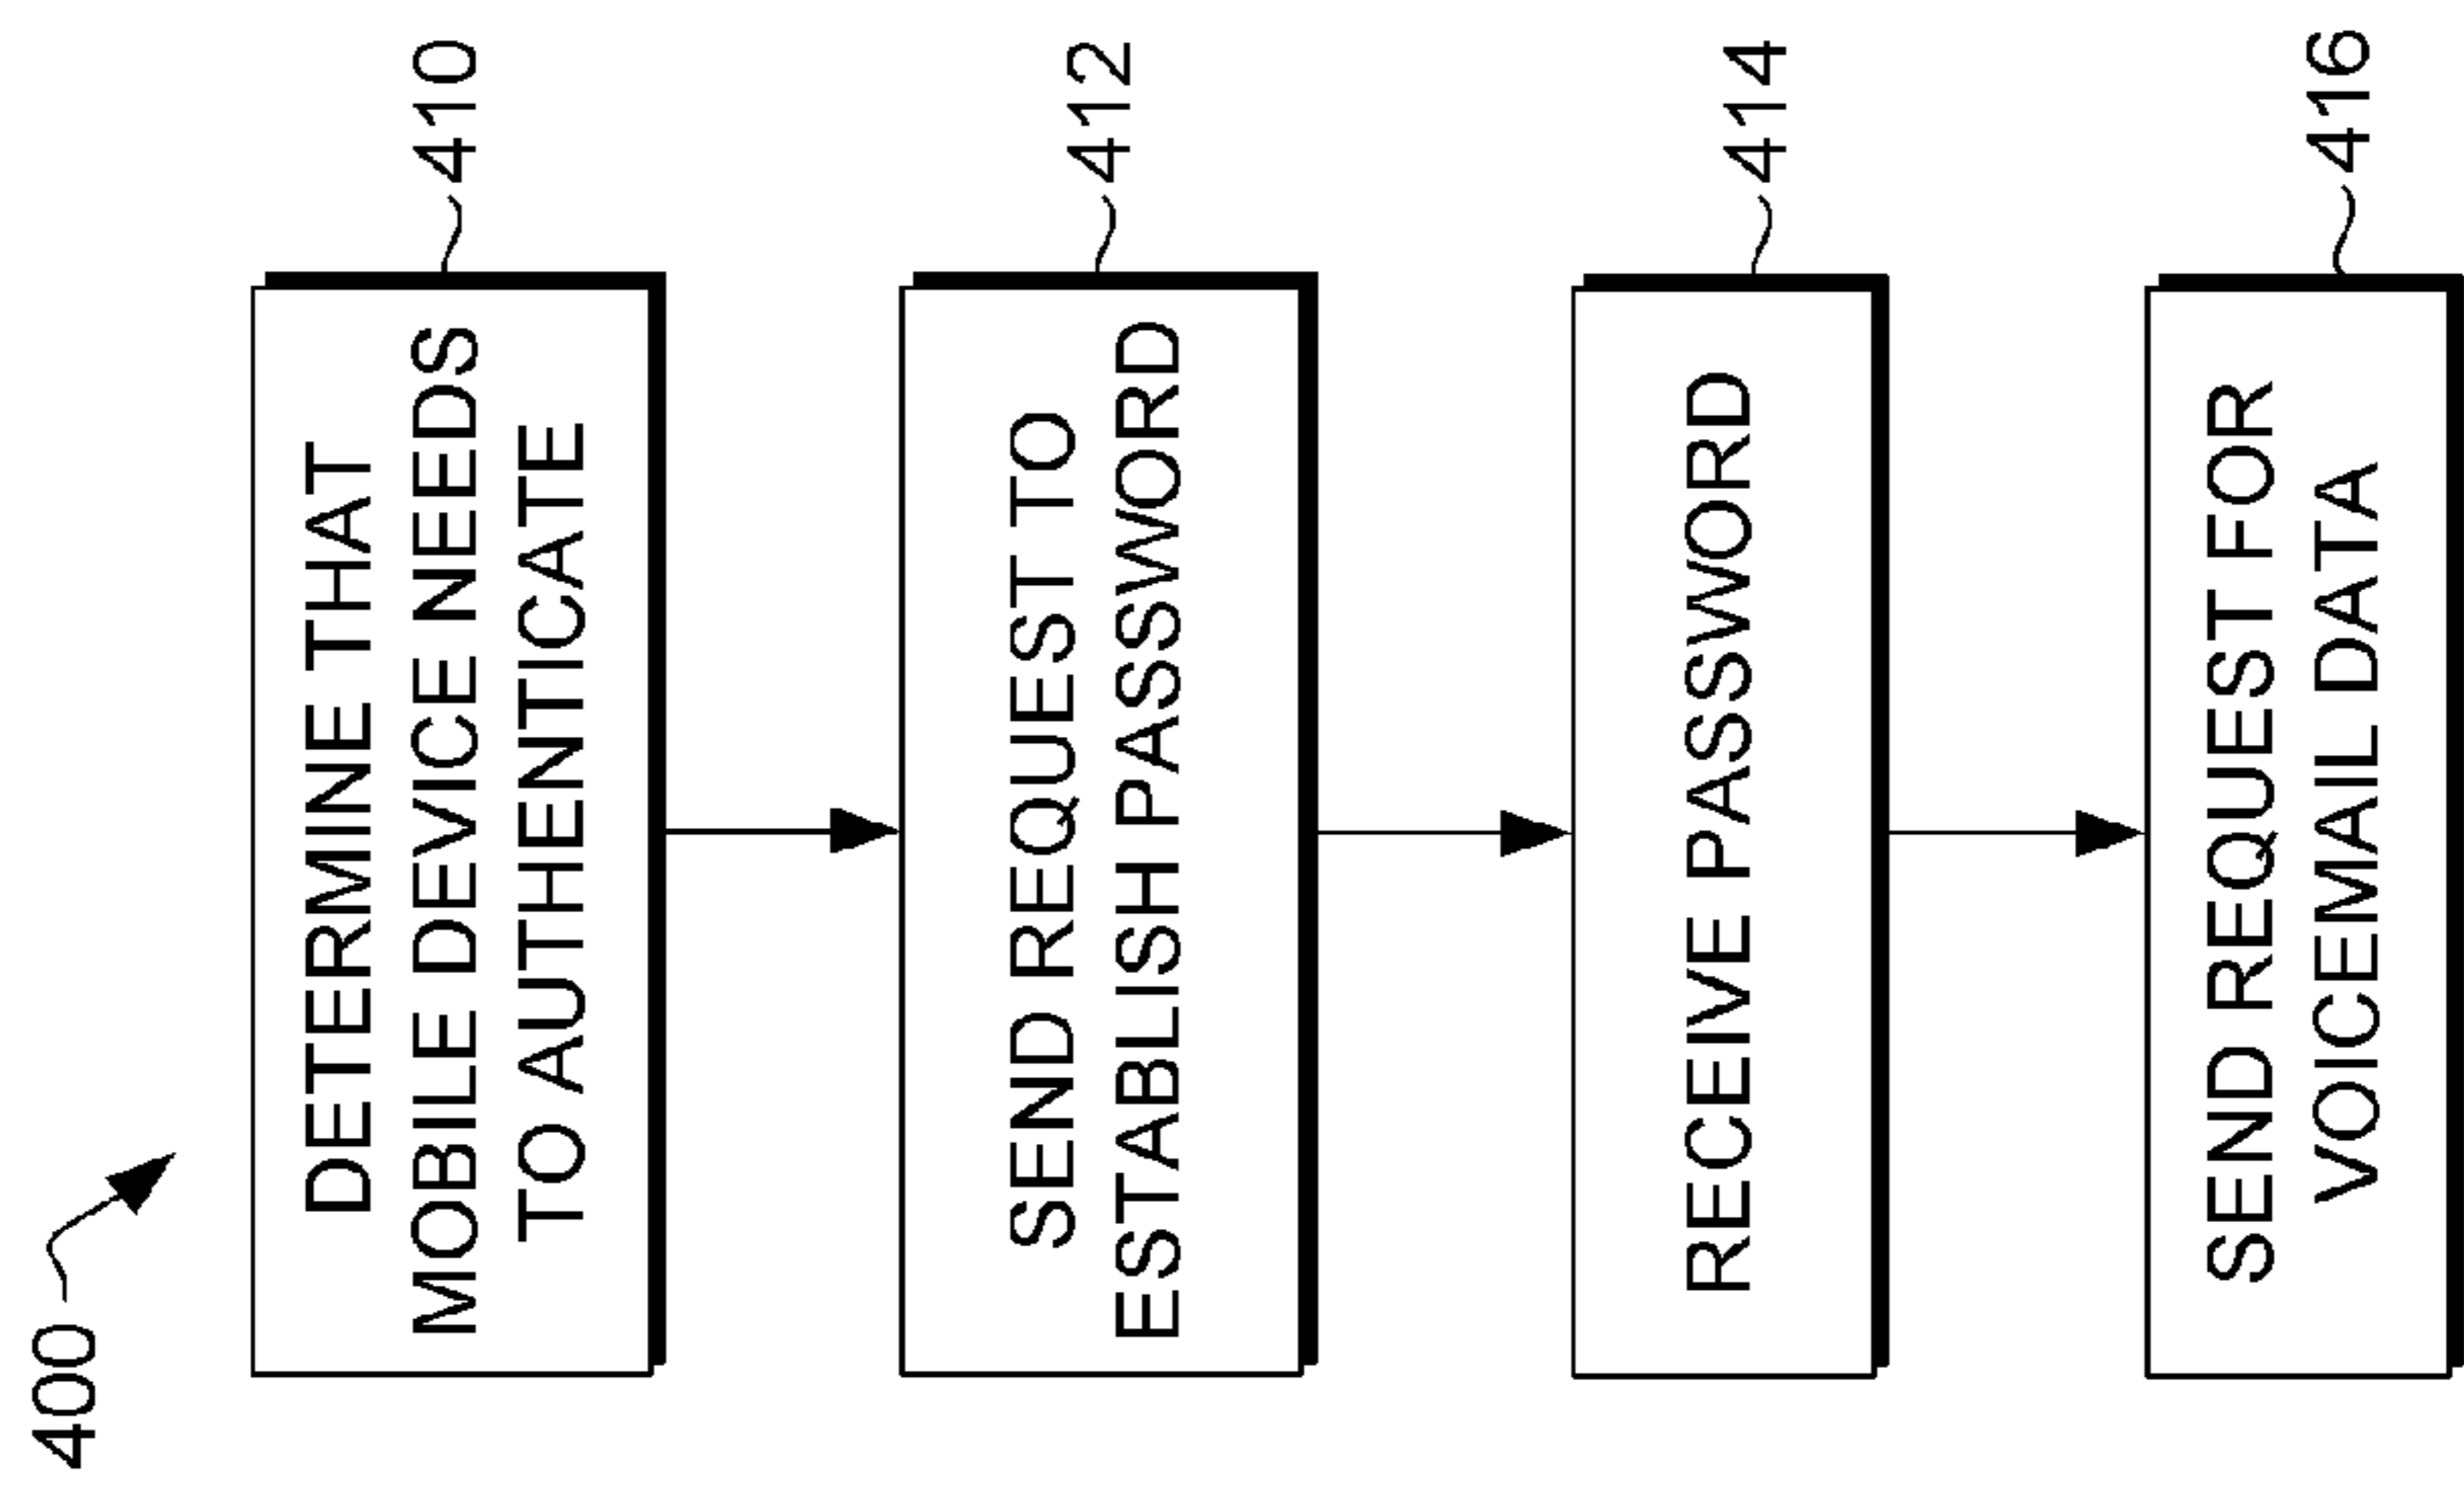 400
DETERMINE THAT
MOBILE DEVICE NEEDS
TO AUTHENTICATE
410
SEND REQUEST TO
ESTABLISH PASSWORD
412
RECEIVE PASSWORD
414
SEND REQUEST FOR
VOICEMAIL DATA
416